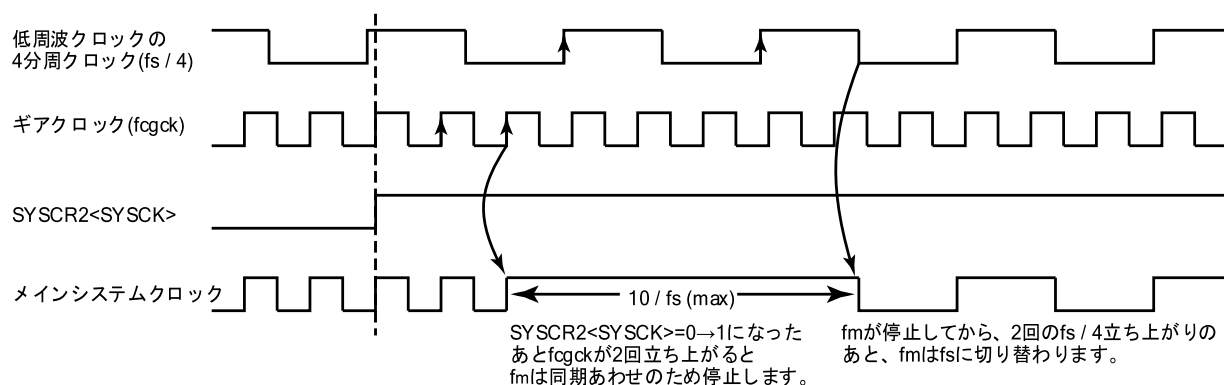 低周波クロックの
4分周クロック(fs / 4)
ギアクロック(fcgck)
SYSCR2<SYSCK>
メインシステムクロック
10 / fs (max)
SYSCR2<SYSCK>=0→1になった
あとfcgckが2回立ち上がると
fmは同期あわせのため停止します。
fmが停止してから、2回のfs / 4立ち上がりの
あと、fmはfsに切り替わります。